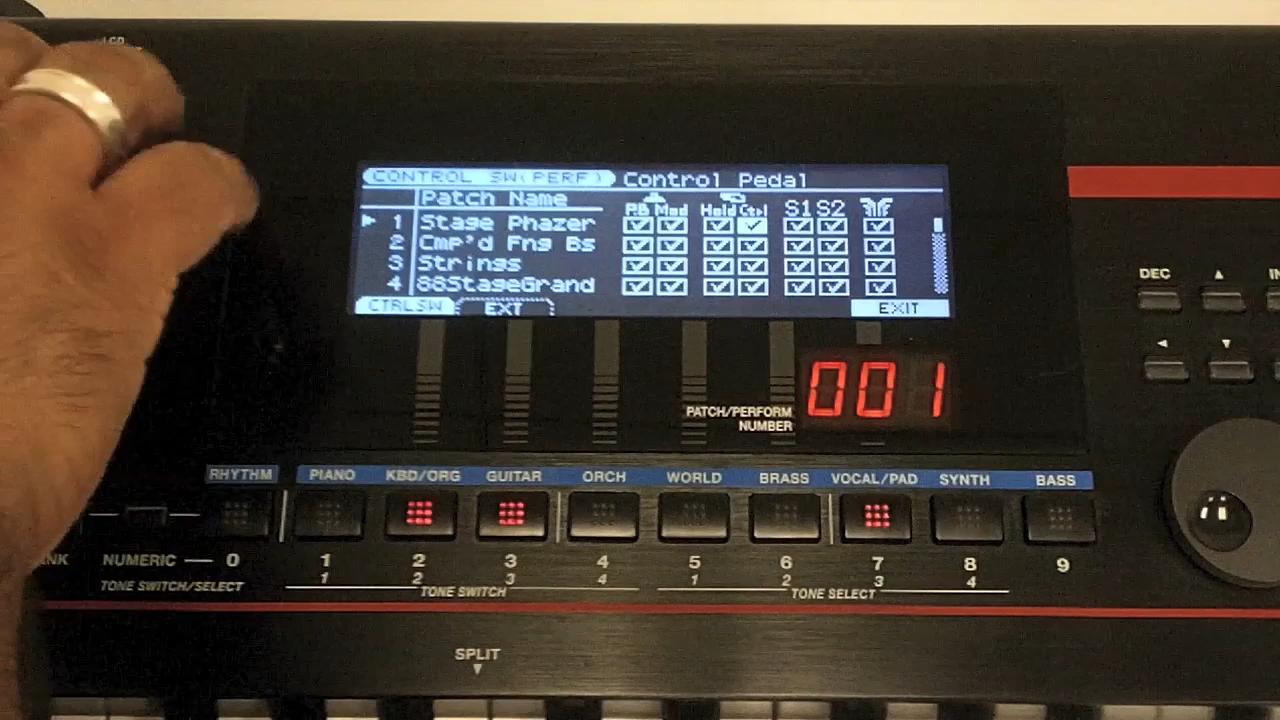 LCD
CONTROL SW(PERF) Control Pedal
Patch Name P.B Mod Hold Ctrl S1 S2
1 Stage Phazer
2 Cmp'd Fng Bs
3 Strings
4 88StageGrand
CTRLSW EXT EXIT
DEC
001
PATCH/PERFORM
NUMBER
RHYTHM PIANO KBD/ORG GUITAR ORCH WORLD BRASS VOCAL/PAD SYNTH BASS
NUMERIC 0 1 2 3 4 5 6 7 8 9
TONE SWITCH/SELECT 1 2 3 4 1 2 3 4
TONE SWITCH TONE SELECT
SPLIT